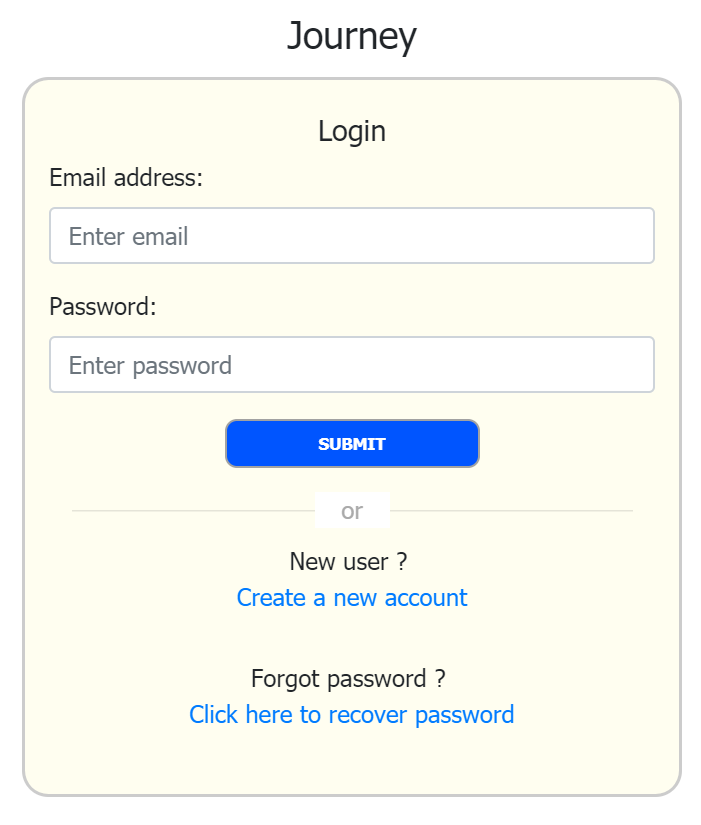 Journey
Login
Email address:
Enter email
Password:
Enter password
SUBMIT
or
New user ?
Create a new account
Forgot password ?
Click here to recover password